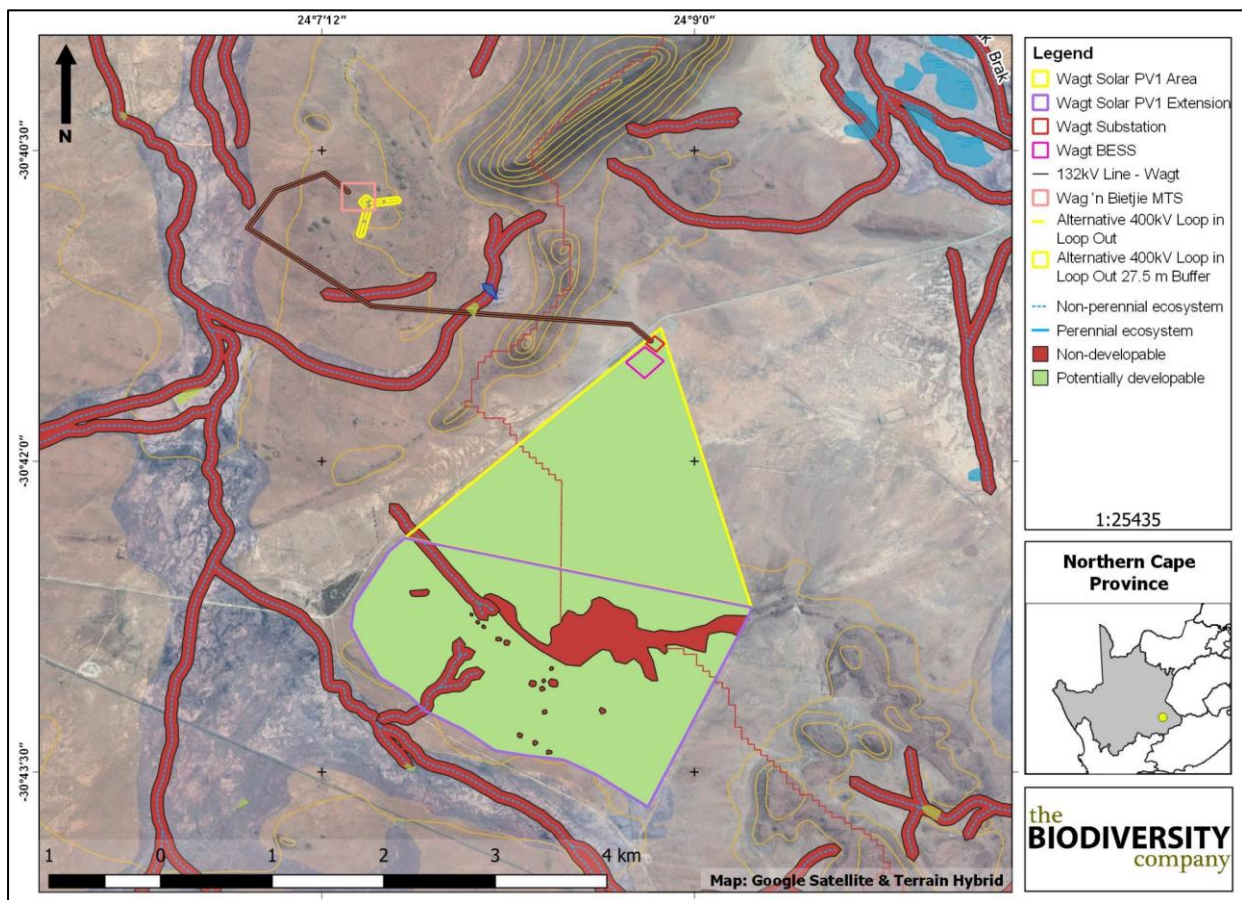 24°7'12"
24°9'0"
-30°40'30"
-30°42'0"
-30°43'30"
N
Brak
1 0 1 2 3 4 km
Map: Google Satellite & Terrain Hybrid
Legend
Wagt Solar PV1 Area
Wagt Solar PV1 Extension
Wagt Substation
Wagt BESS
132kV Line - Wagt
Wag 'n Bietjie MTS
Alternative 400kV Loop in
Loop Out
Alternative 400kV Loop in
Loop Out 27.5 m Buffer
Non-perennial ecosystem
Perennial ecosystem
Non-developable
Potentially developable
1:25435
Northern Cape
Province
the
BIODIVERSITY
company